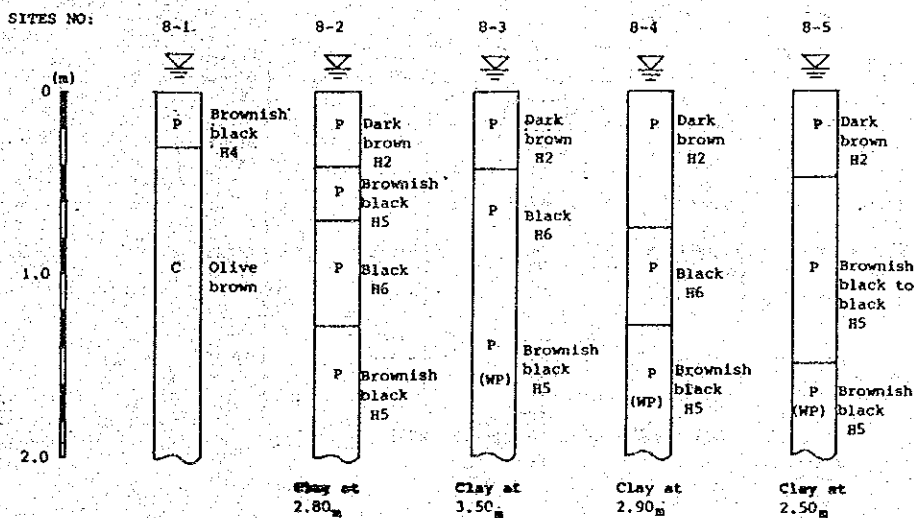 SITES NO: 8-1 8-2 8-3 8-4 8-5
(m)
0
1.0
2.0
P Brownish
black
H4
C Olive
brown
P Dark
brown
H2
P Brownish
black
H5
P Black
H6
P Brownish
black
H5
Clay at
2.80m
P Dark
brown
H2
P Black
H6
P Brownish
(WP) black
H5
Clay at
3.50m
P Dark
brown
H2
P Black
H6
P Brownish
(WP) black
H5
Clay at
2.90m
P Dark
brown
H2
P Brownish
black to
black
H5
P Brownish
(WP) black
H5
Clay at
2.50m